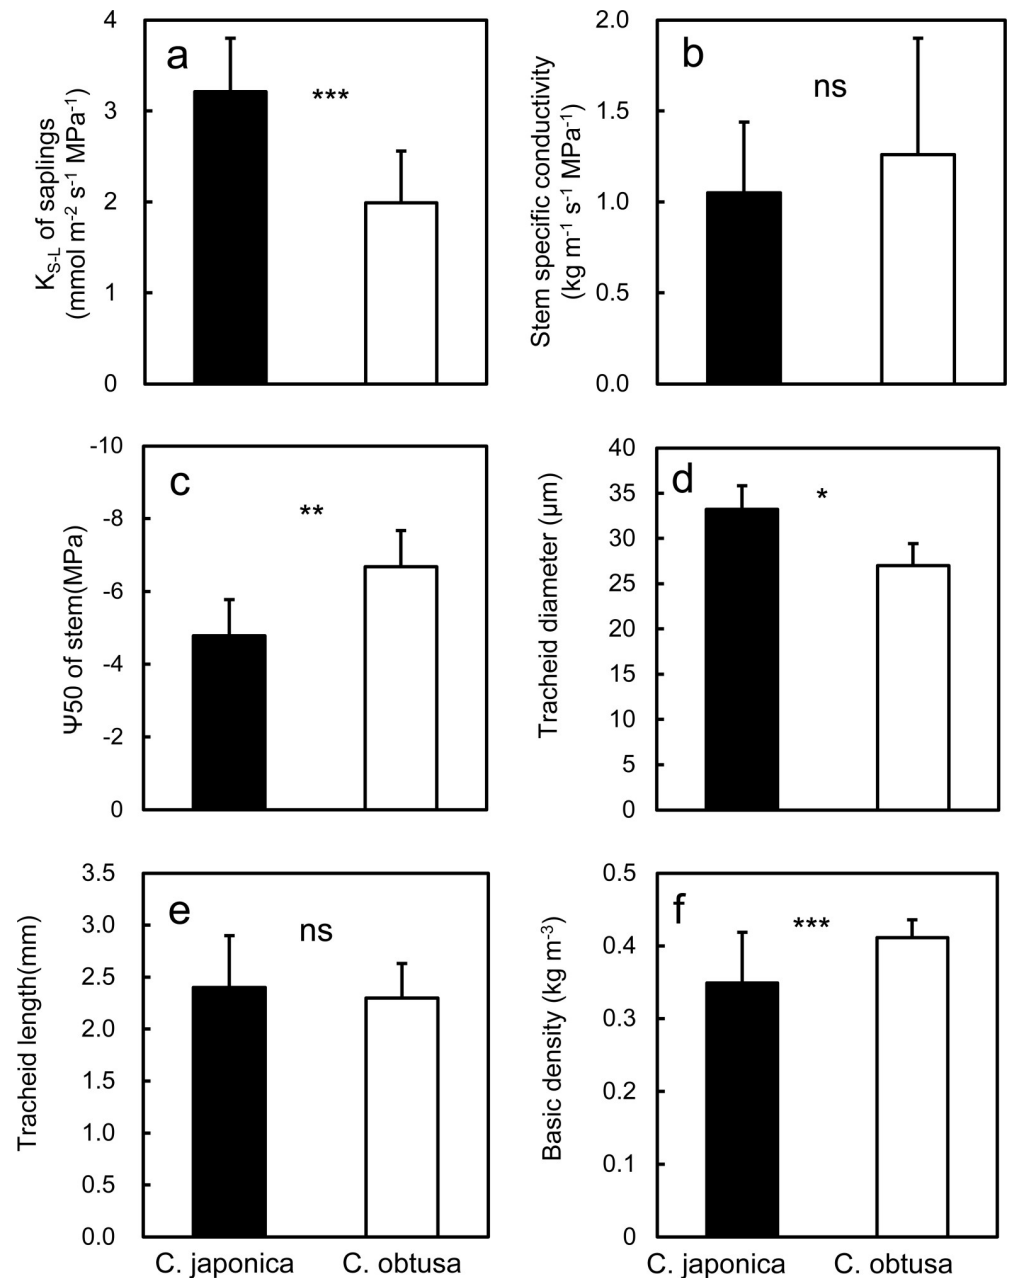 a
***
K_S-L of saplings
(mmol m⁻² s⁻¹ MPa⁻¹)
4
3
2
1
0
b
ns
Stem specific conductivity
(kg m⁻¹ s⁻¹ MPa⁻¹)
2.0
1.5
1.0
0.5
0.0
c
**
Ψ50 of stem(MPa)
-10
-8
-6
-4
-2
0
d
*
Tracheid diameter (μm)
40
35
30
25
20
15
10
5
0
e
ns
Tracheid length(mm)
3.5
3.0
2.5
2.0
1.5
1.0
0.5
0.0
C. japonica
C. obtusa
f
***
Basic density (kg m⁻³)
0.5
0.4
0.3
0.2
0.1
0
C. japonica
C. obtusa